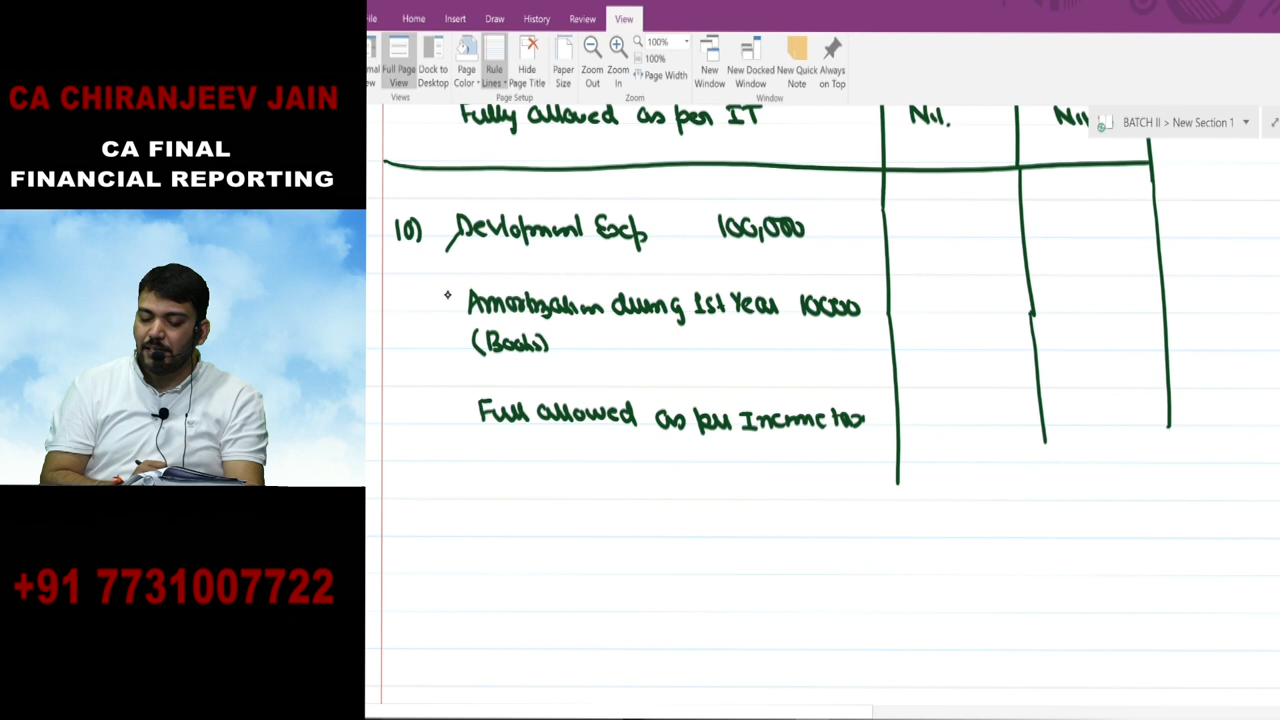 CA CHIRANJEEV JAIN
CA FINAL
FINANCIAL REPORTING
+91 7731007722
Home Insert Draw History Review View
Full Page View
Dock to Desktop
Page Color
Rule Lines
Hide Page Title
Paper Size
Zoom Out
Zoom In
100%
100%
Page Width
New Window
New Docked Window
New Quick Note
Always on Top
Views
Page Setup
Zoom
Window
BATCH II > New Section 1
Fully allowed as per IT Nil. Nil
10) Development Exp 100,000
Amortization during 1st Year 10000
(Books)
Full allowed as per Income tax